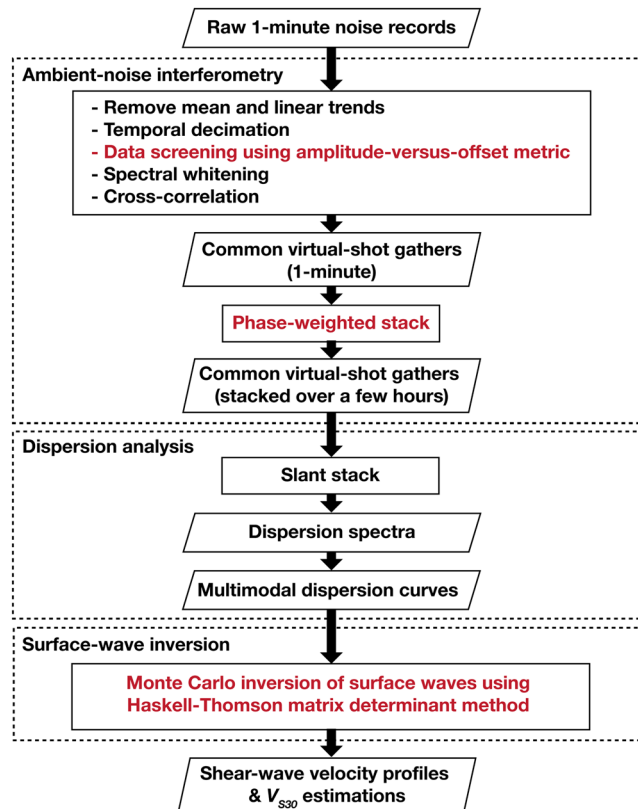 Raw 1-minute noise records
Ambient-noise interferometry
- Remove mean and linear trends
- Temporal decimation
- Data screening using amplitude-versus-offset metric
- Spectral whitening
- Cross-correlation
Common virtual-shot gathers
(1-minute)
Phase-weighted stack
Common virtual-shot gathers
(stacked over a few hours)
Dispersion analysis
Slant stack
Dispersion spectra
Multimodal dispersion curves
Surface-wave inversion
Monte Carlo inversion of surface waves using
Haskell-Thomson matrix determinant method
Shear-wave velocity profiles
& VS30 estimations